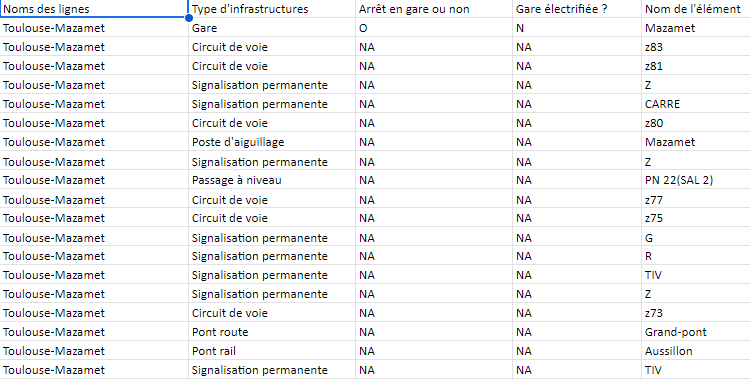 Noms des lignes Type d'infrastructures Arrêt en gare ou non Gare électrifiée ? Nom de l'élément
Toulouse-Mazamet Gare O N Mazamet
Toulouse-Mazamet Circuit de voie NA NA z83
Toulouse-Mazamet Circuit de voie NA NA z81
Toulouse-Mazamet Signalisation permanente NA NA Z
Toulouse-Mazamet Signalisation permanente NA NA CARRE
Toulouse-Mazamet Circuit de voie NA NA z80
Toulouse-Mazamet Poste d'aiguillage NA NA Mazamet
Toulouse-Mazamet Signalisation permanente NA NA Z
Toulouse-Mazamet Passage à niveau NA NA PN 22(SAL 2)
Toulouse-Mazamet Circuit de voie NA NA z77
Toulouse-Mazamet Circuit de voie NA NA z75
Toulouse-Mazamet Signalisation permanente NA NA G
Toulouse-Mazamet Signalisation permanente NA NA R
Toulouse-Mazamet Signalisation permanente NA NA TIV
Toulouse-Mazamet Signalisation permanente NA NA Z
Toulouse-Mazamet Circuit de voie NA NA z73
Toulouse-Mazamet Pont route NA NA Grand-pont
Toulouse-Mazamet Pont rail NA NA Aussillon
Toulouse-Mazamet Signalisation permanente NA NA TIV